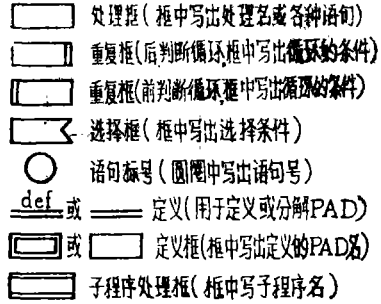 处理框(框中写出处理名或各种语句)
重复框(后判断循环,框中写出循环的条件)
重复框(前判断循环,框中写出循环的条件)
选择框(框中写出选择条件)
语句标号(圆圈中写出语句号)
def 或 定义(用于定义或分解PAD)
或 定义框(框中写出定义的PAD名)
子程序处理框(框中写子程序名)